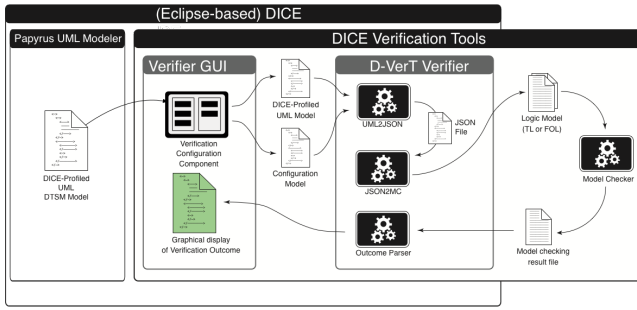 (Eclipse-based) DICE
Papyrus UML Modeler
DICE Verification Tools
Verifier GUI
D-VerT Verifier
DICE-Profiled
UML
DTSM Model
Verification
Configuration
Component
DICE-Profiled
UML Model
Configuration
Model
UML2JSON
JSON
File
JSON2MC
Logic Model
(TL or FOL)
Model Checker
Graphical display
of Verification Outcome
Outcome Parser
Model checking
result file